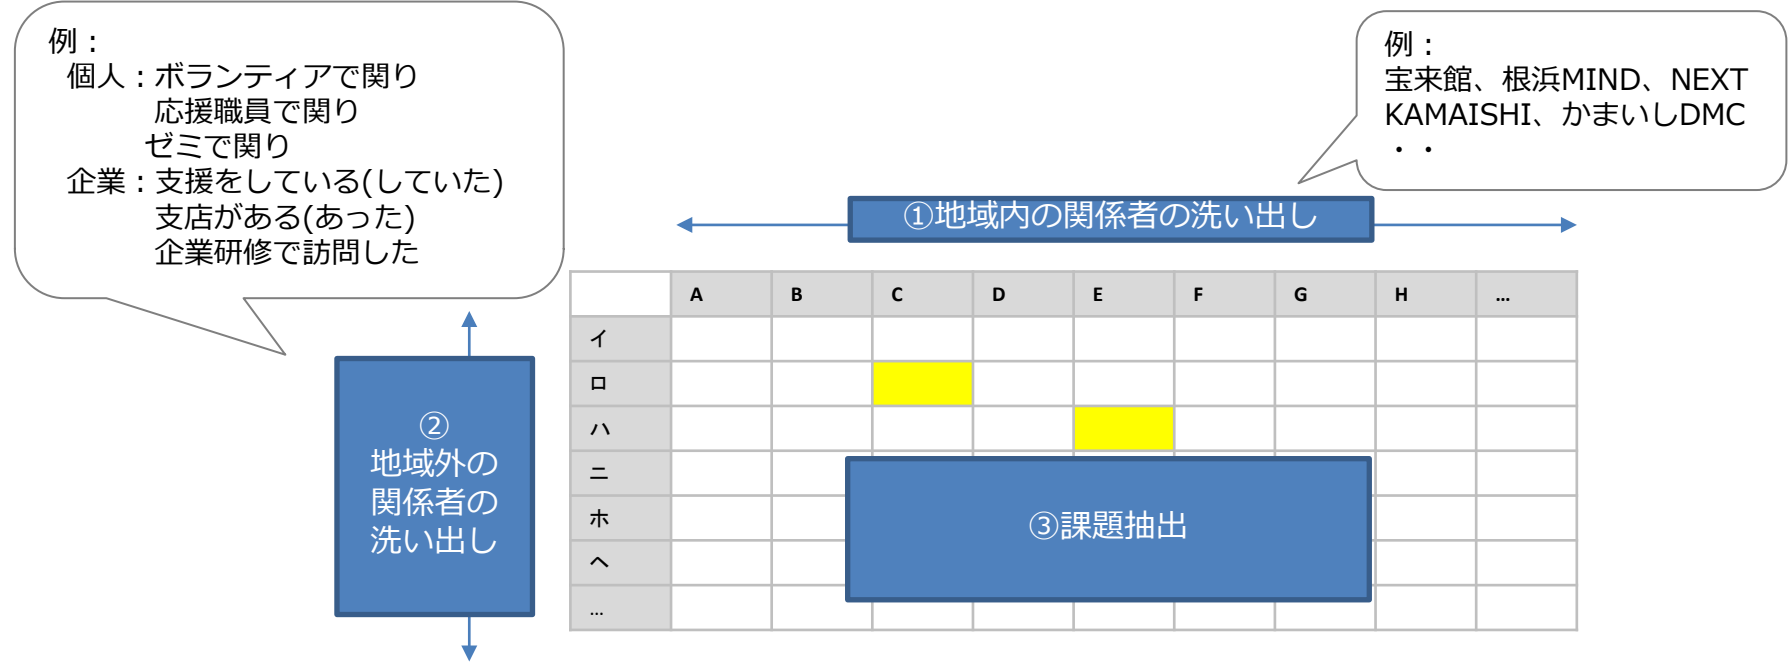 例：
個人：ボランティアで関り
応援職員で関り
ゼミで関り
企業：支援をしている(していた)
支店がある(あった)
企業研修で訪問した
例：
宝来館、根浜MIND、NEXT
KAMAISHI、かまいしDMC
・・
①地域内の関係者の洗い出し
A B C D E F G H …
イ
ロ
ハ
ニ
ホ
ヘ
…
②
地域外の
関係者の
洗い出し
③課題抽出